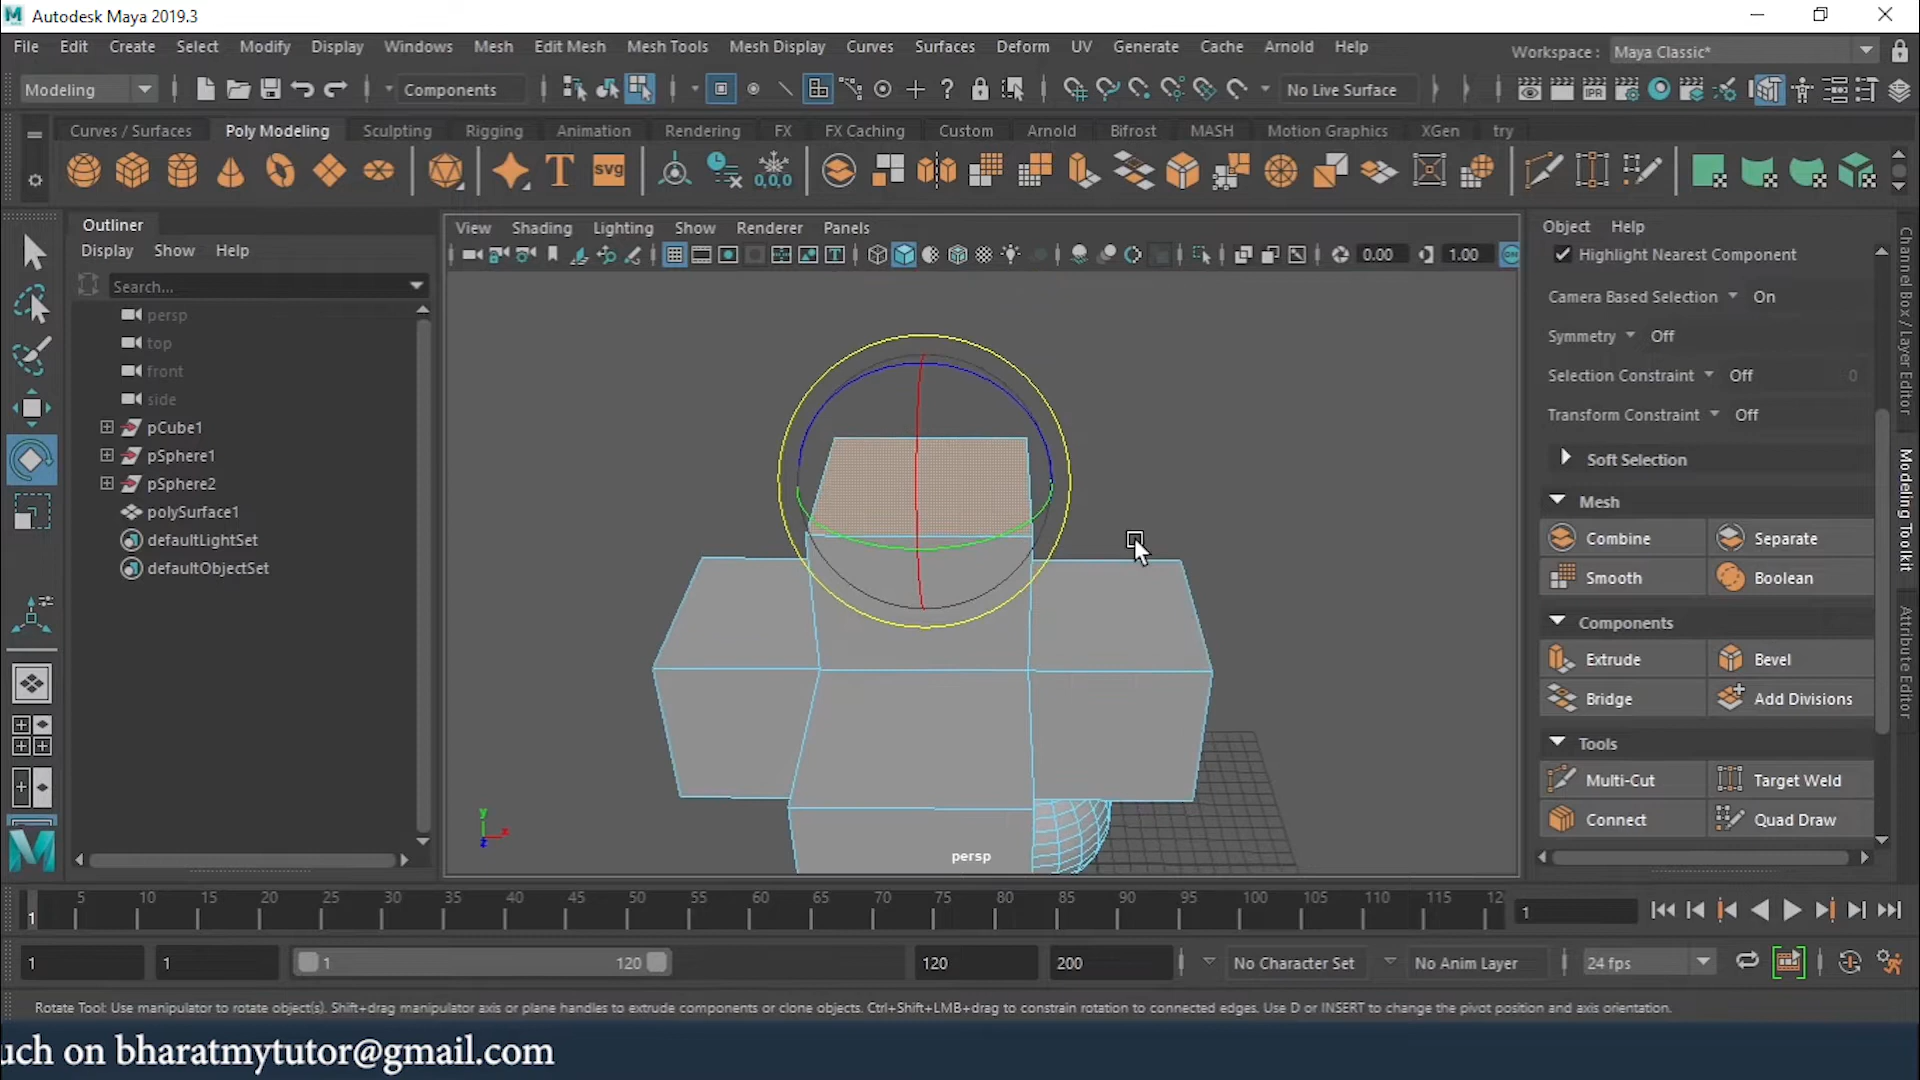 Autodesk Maya 2019.3
File Edit Create Select Modify Display Windows Mesh Edit Mesh Mesh Tools Mesh Display Curves Surfaces Deform UV Generate Cache Arnold Help
Workspace : Maya Classic*
Modeling Components No Live Surface IPR
Curves / Surfaces Poly Modeling Sculpting Rigging Animation Rendering FX FX Caching Custom Arnold Bifrost MASH Motion Graphics XGen try
T SVG 0,0,0
Outliner
Display Show Help
Search...
persp
top
front
side
pCube1
pSphere1
pSphere2
polySurface1
defaultLightSet
defaultObjectSet
View Shading Lighting Show Renderer Panels
0.00 1.00 ON
y
x
z
persp
Object Help
Highlight Nearest Component
Camera Based Selection On
Symmetry Off
Selection Constraint Off 0
Transform Constraint Off
Soft Selection
Mesh
Combine Separate
Smooth Boolean
Components
Extrude Bevel
Bridge Add Divisions
Tools
Multi-Cut Target Weld
Connect Quad Draw
Channel Box / Layer Editor
Modeling Toolkit
Attribute Editor
1 5 10 15 20 25 30 35 40 45 50 55 60 65 70 75 80 85 90 95 100 105 110 115 12 1
1 1 1 120 120 200 No Character Set No Anim Layer 24 fps
Rotate Tool: Use manipulator to rotate object(s). Shift+drag manipulator axis or plane handles to extrude components or clone objects. Ctrl+Shift+LMB+drag to constrain rotation to connected edges. Use D or INSERT to change the pivot position and axis orientation.
uch on bharatmytutor@gmail.com